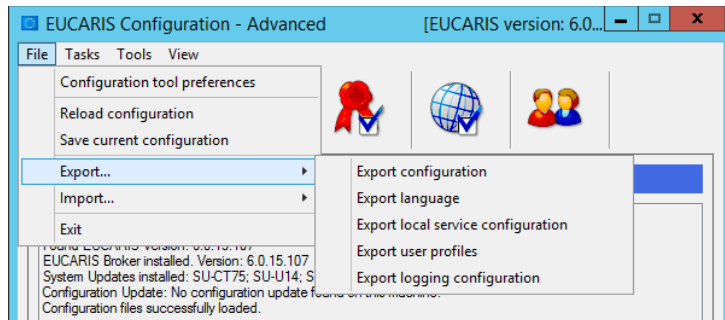 EUCARIS Configuration - Advanced [EUCARIS version: 6.0...
File Tasks Tools View
Configuration tool preferences
Reload configuration
Save current configuration
Export...
Import...
Exit
Export configuration
Export language
Export local service configuration
Export user profiles
Export logging configuration
EUCARIS Broker installed. Version: 6.0.15.107
System Updates installed: SU-CT75; SU-U14; S
Configuration Update: No configuration update found on this machine.
Configuration files successfully loaded.